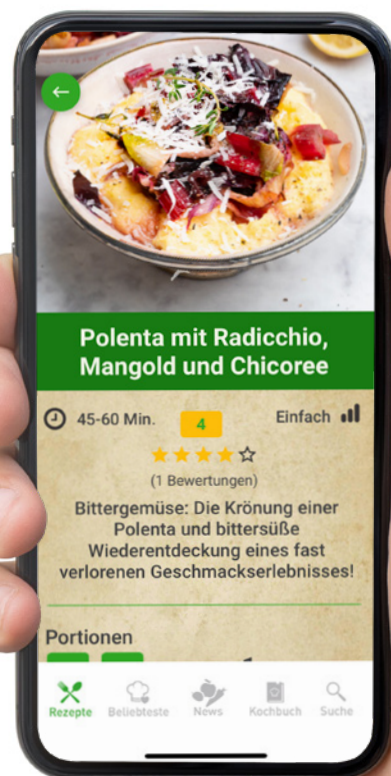 Polenta mit Radicchio,
Mangold und Chicoree
45-60 Min.
4
Einfach
(1 Bewertungen)
Bittergemüse: Die Krönung einer
Polenta und bittersüße
Wiederentdeckung eines fast
verlorenen Geschmackserlebnisses!
Portionen
Rezepte Beliebteste News Kochbuch Suche